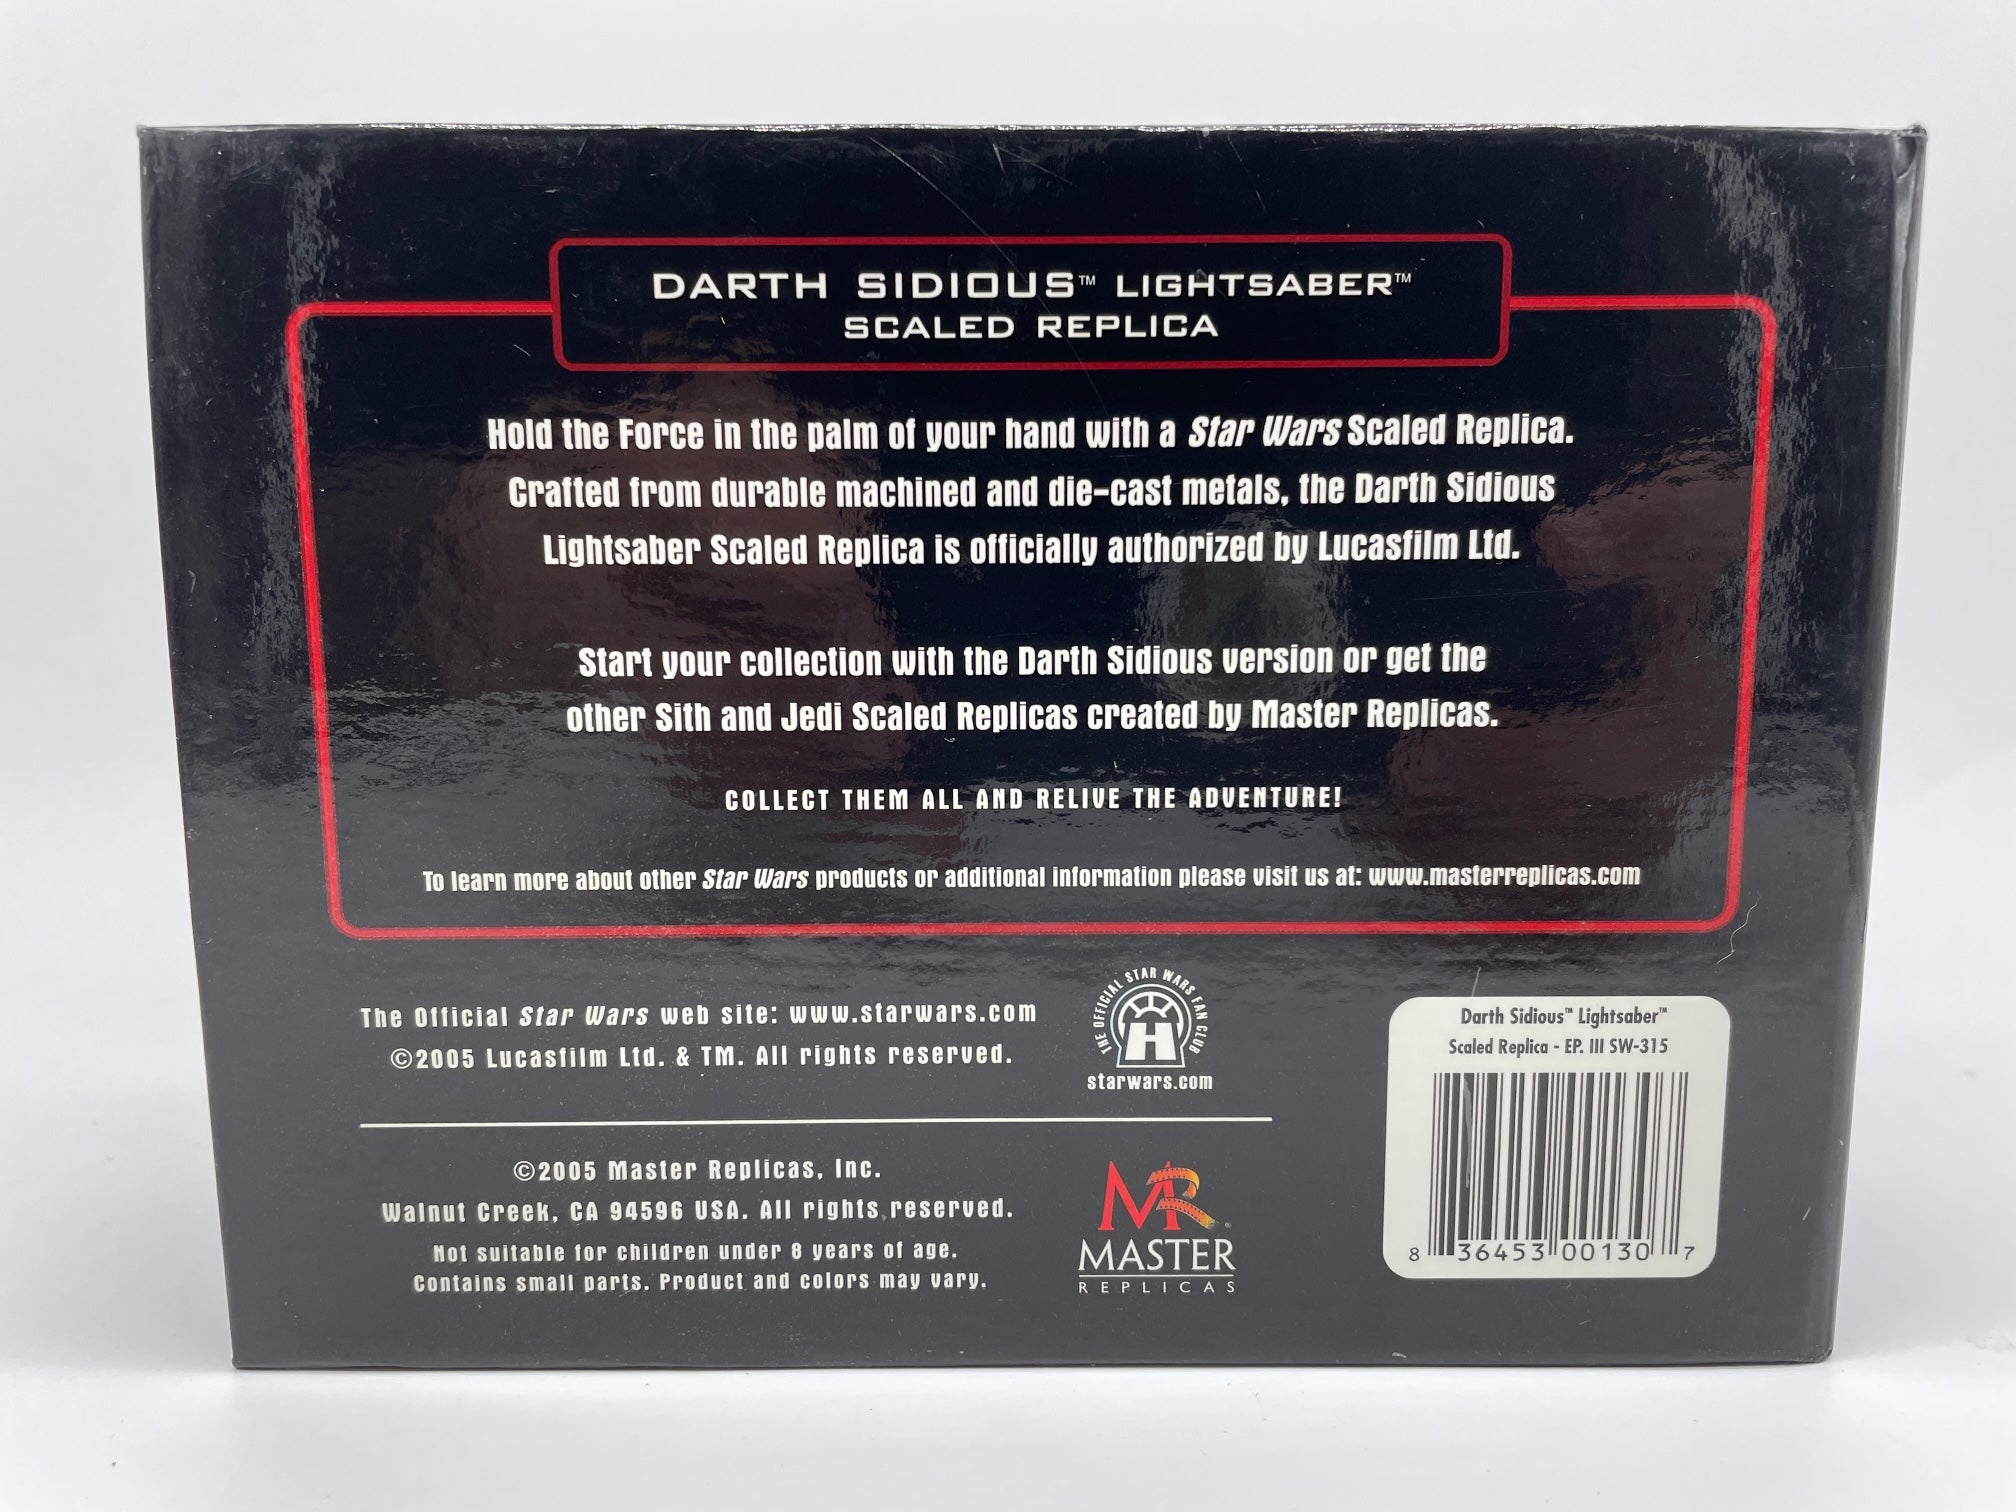 DARTH SIDIOUS™ LIGHTSABER™
SCALED REPLICA
Hold the Force in the palm of your hand with a Star Wars Scaled Replica.
Crafted from durable machined and die-cast metals, the Darth Sidious
Lightsaber Scaled Replica is officially authorized by Lucasfilm Ltd.
Start your collection with the Darth Sidious version or get the
other Sith and Jedi Scaled Replicas created by Master Replicas.
COLLECT THEM ALL AND RELIVE THE ADVENTURE!
To learn more about other Star Wars products or additional information please visit us at: www.masterreplicas.com
The Official Star Wars web site: www.starwars.com
©2005 Lucasfilm Ltd. & TM. All rights reserved.
THE OFFICIAL STAR WARS FAN CLUB
H
starwars.com
©2005 Master Replicas, Inc.
Walnut Creek, CA 94596 USA. All rights reserved.
Not suitable for children under 8 years of age.
Contains small parts. Product and colors may vary.
MR®
MASTER
REPLICAS
Darth Sidious™ Lightsaber™
Scaled Replica - EP. III SW-315
8 36453 00130 7